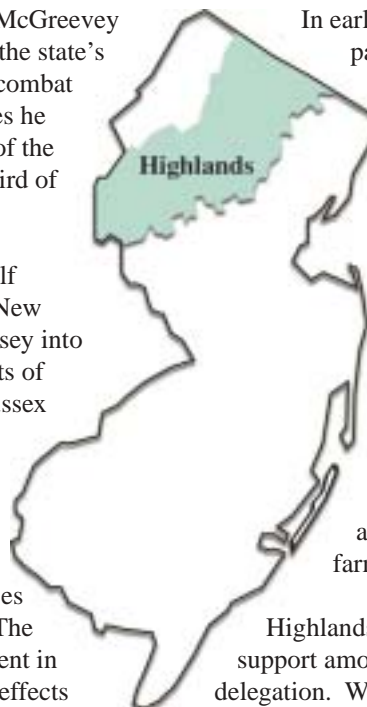 McGreevey
the state's
combat
es he
of the
ird of
lf
New
sey into
ts of
ussex
es
The
ent in
effects
Highlands
In earl
pa
a
farm
Highlands
support amo
delegation. W